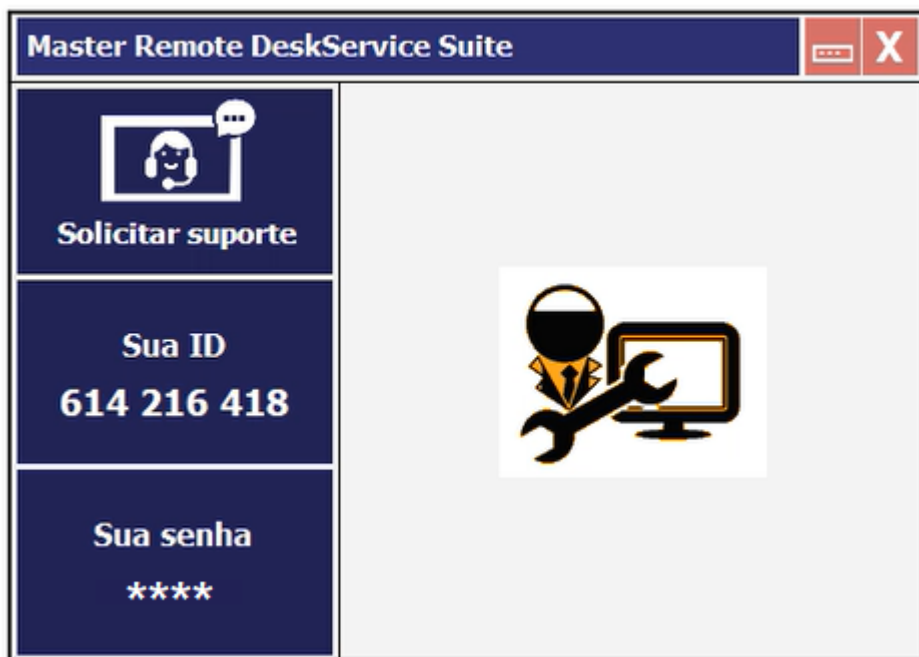 Master Remote DeskService Suite
X
Solicitar suporte
Sua ID
614 216 418
Sua senha
****